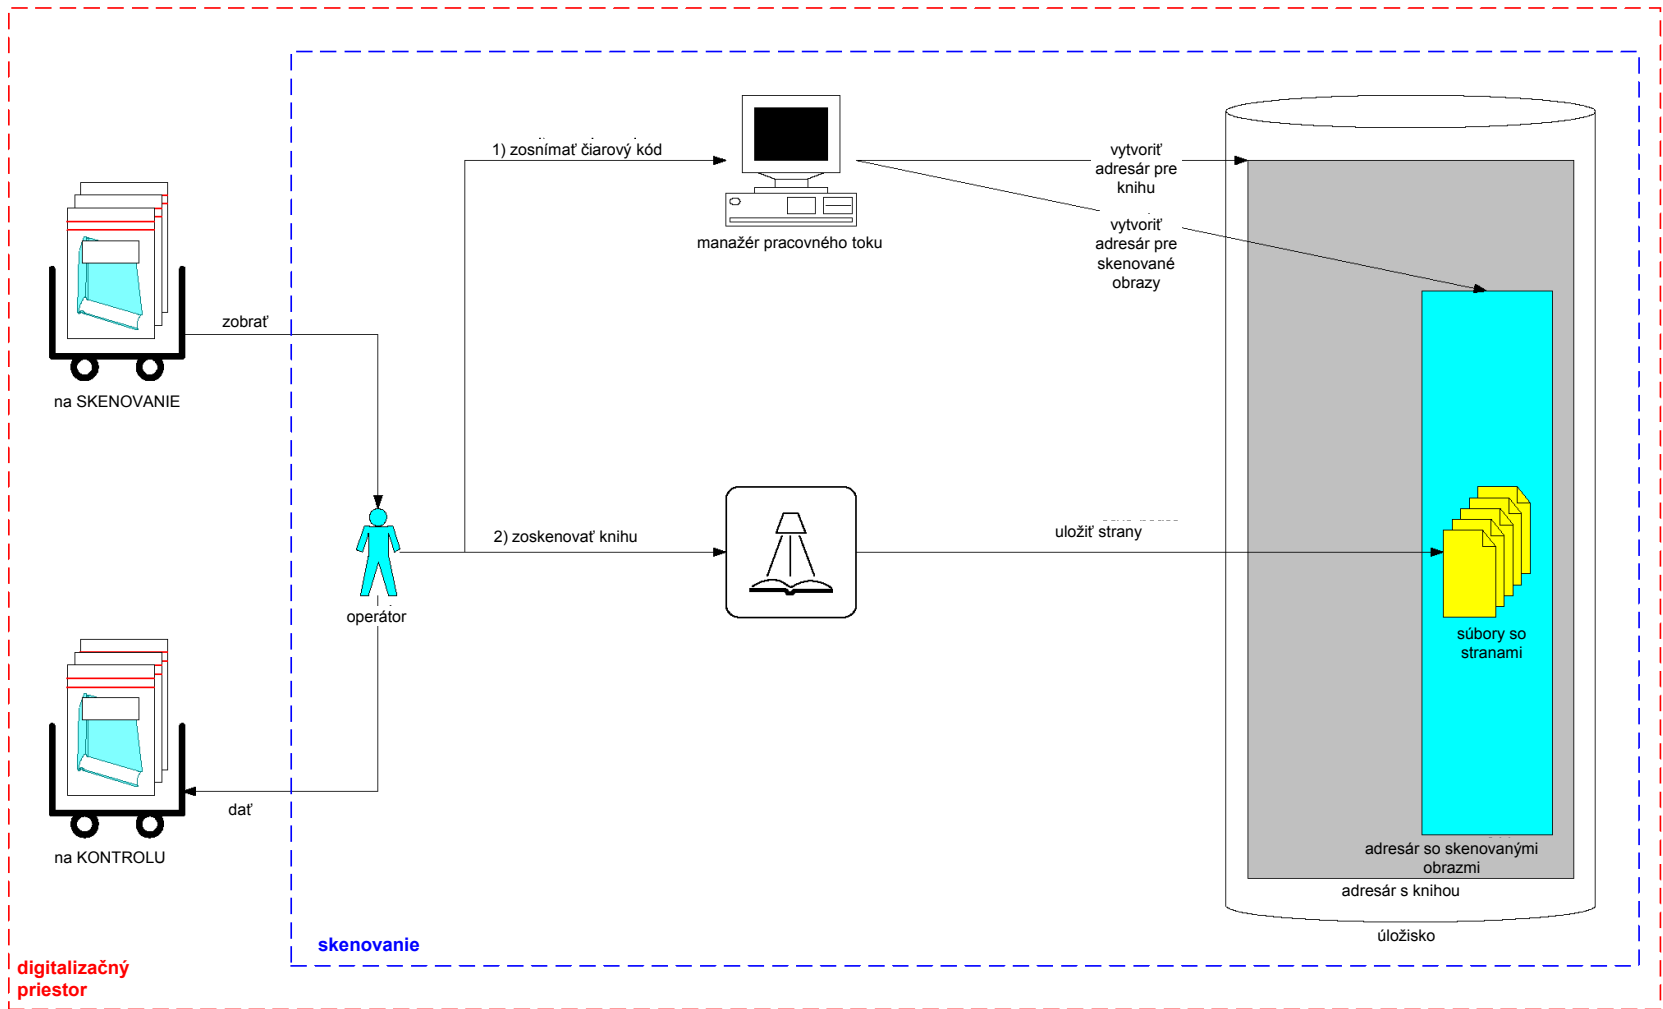 1) zosnímať čiarový kód
vytvoriť
adresár pre
knihu
vytvoriť
adresár pre
skenované
obrazy
manažér pracovného toku
zobrať
na SKENOVANIE
2) zoskenovať knihu
uložiť strany
operátor
súbory so
stranami
dať
na KONTROLU
adresár so skenovanými
obrazmi
adresár s knihou
úložisko
skenovanie
digitalizačný
priestor